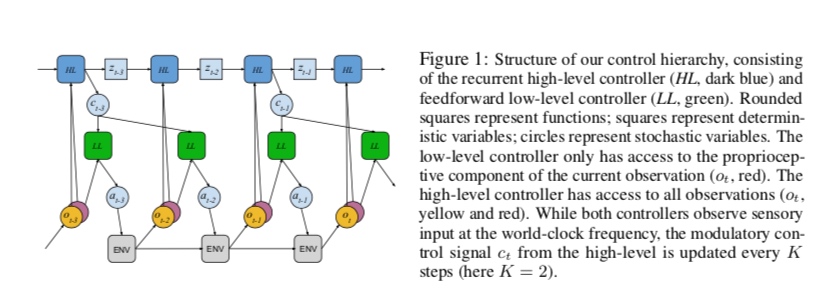 HL z_{t-3} HL z_{t-2} HL z_{t-1} HL
c_{t-3} c_{t-1}
LL LL LL LL
a_{t-3} a_{t-2} a_{t-1}
o_{t-3} o_{t-2} o_{t-1} o_t
ENV ENV ENV
Figure 1: Structure of our control hierarchy, consisting
of the recurrent high-level controller (HL, dark blue) and
feedforward low-level controller (LL, green). Rounded
squares represent functions; squares represent determin-
istic variables; circles represent stochastic variables. The
low-level controller only has access to the propriocep-
tive component of the current observation (o_t, red). The
high-level controller has access to all observations (o_t,
yellow and red). While both controllers observe sensory
input at the world-clock frequency, the modulatory con-
trol signal c_t from the high-level is updated every K
steps (here K = 2).